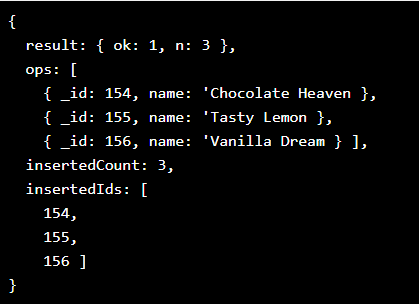 {
  result: { ok: 1, n: 3 },
  ops: [
    { _id: 154, name: 'Chocolate Heaven },
    { _id: 155, name: 'Tasty Lemon },
    { _id: 156, name: 'Vanilla Dream } ],
  insertedCount: 3,
  insertedIds: [
    154,
    155,
    156 ]
}